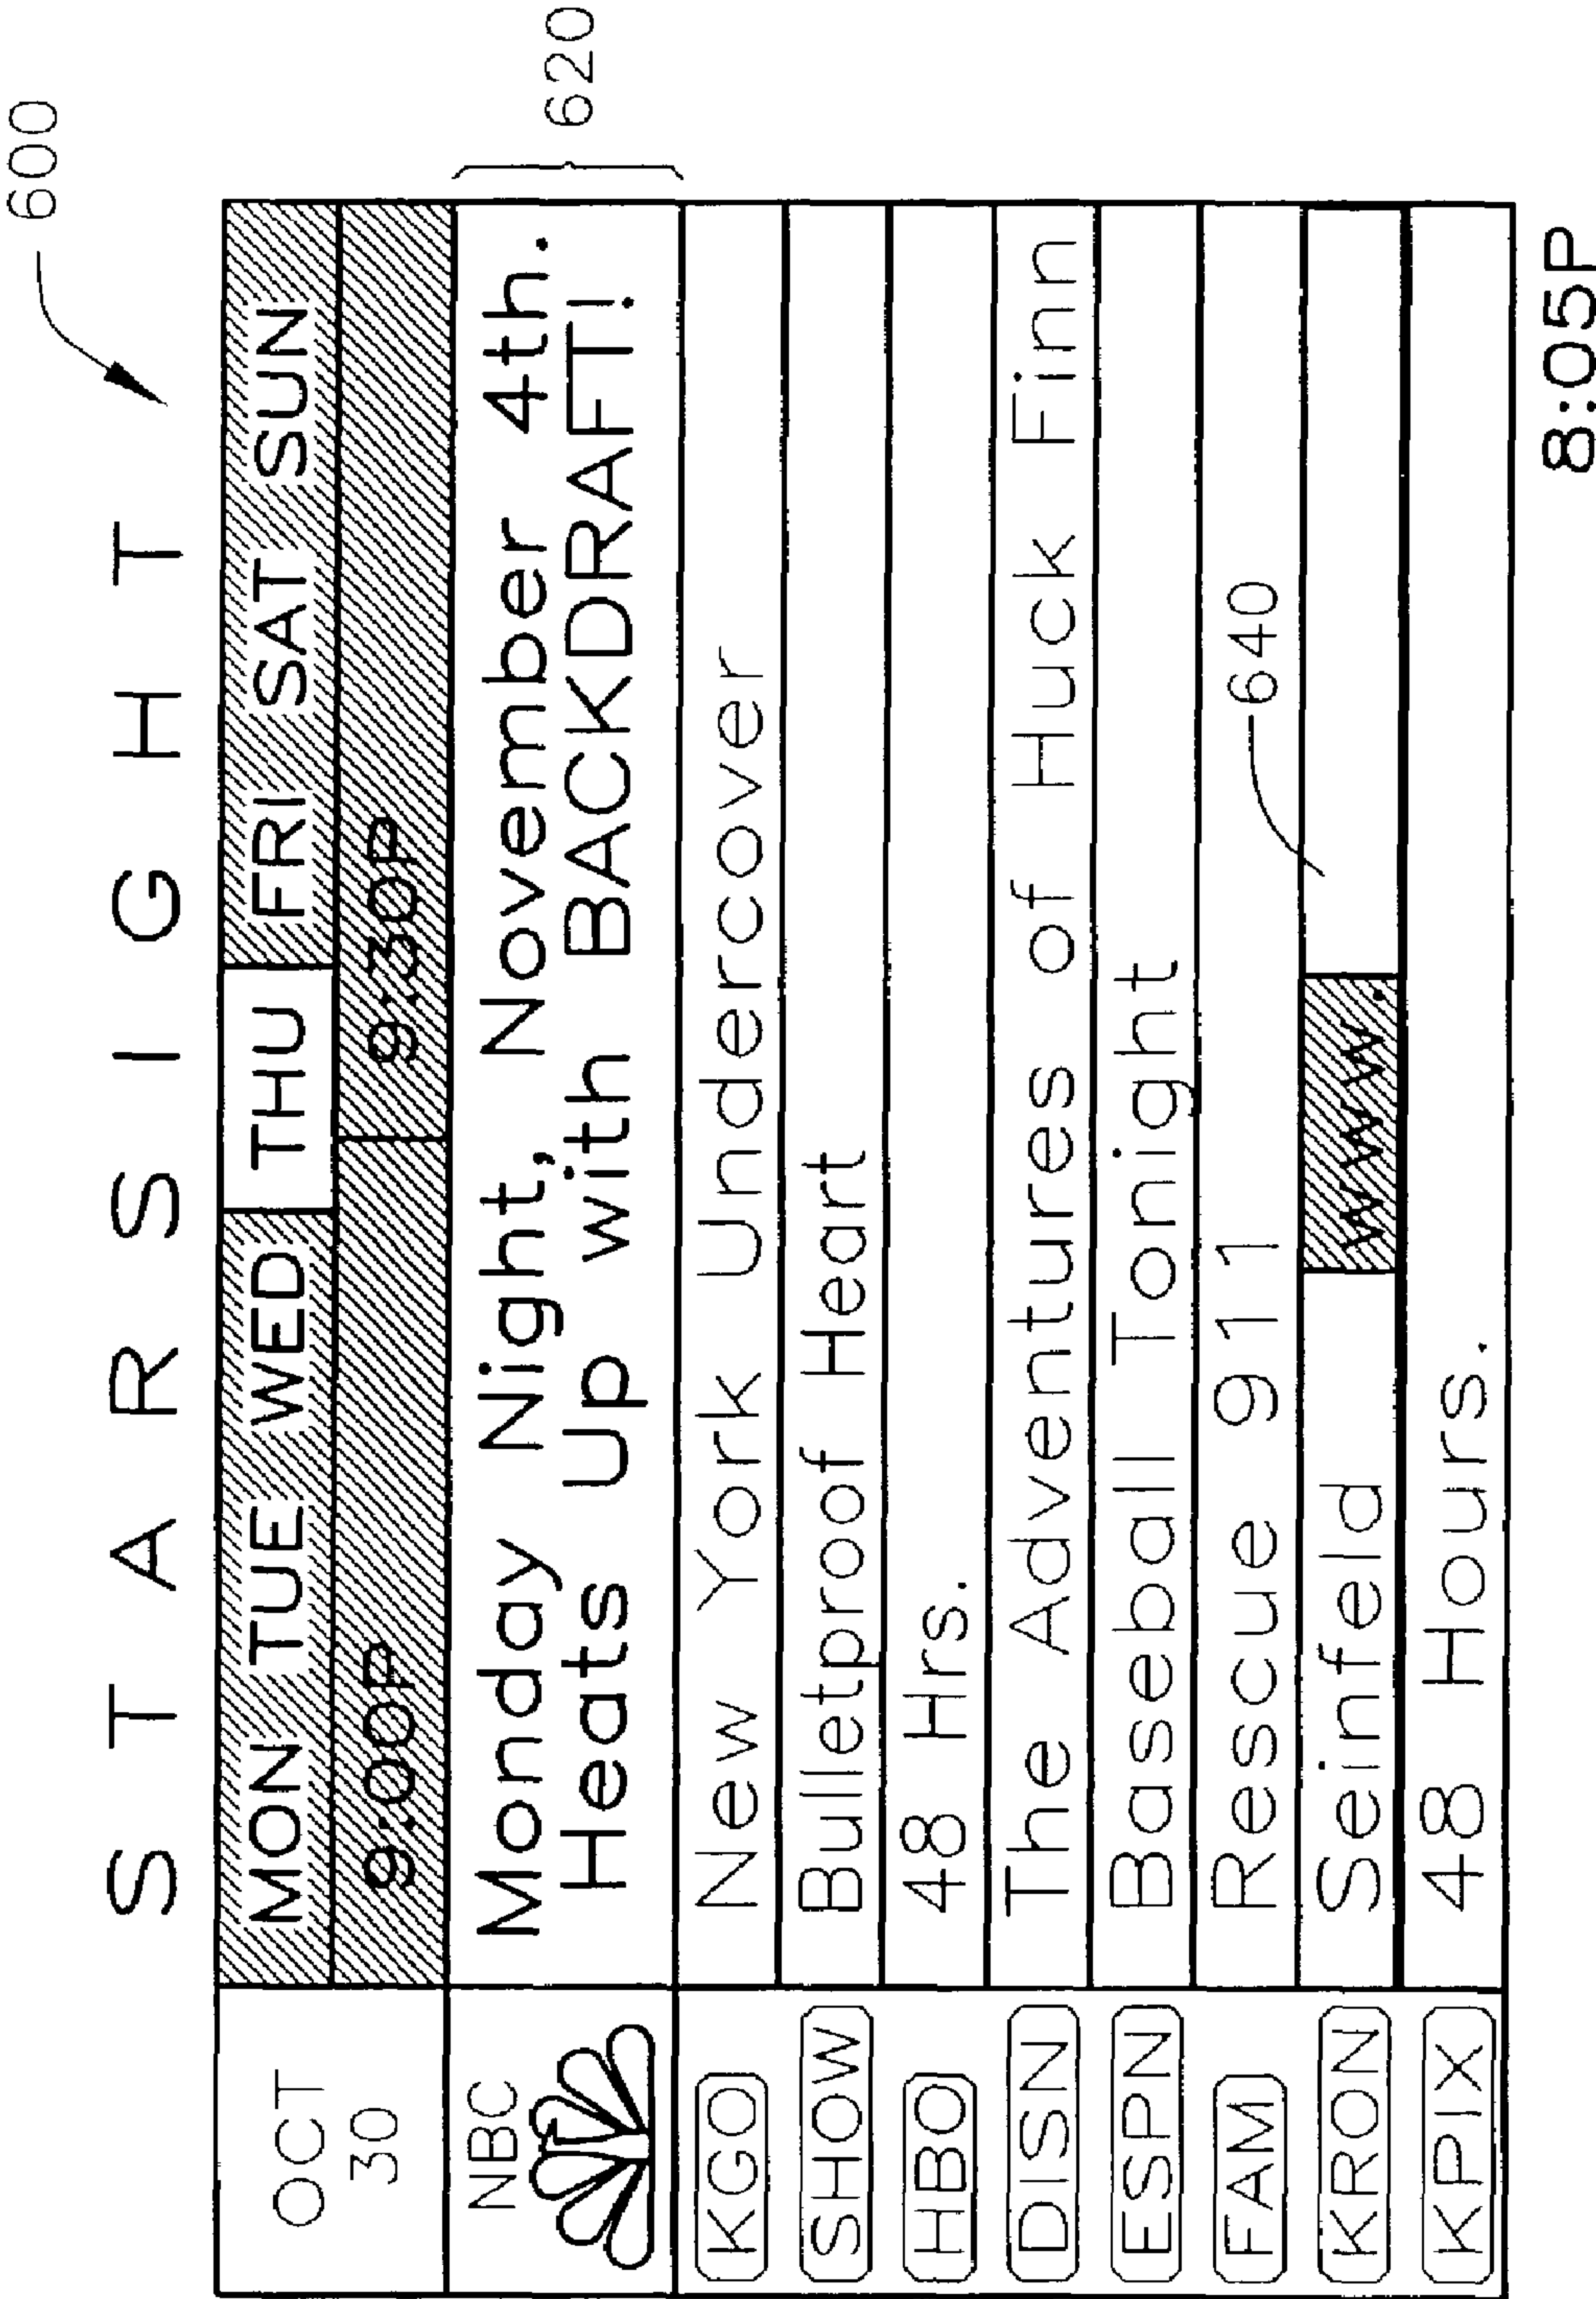 600
S T A R S I G H T
OCT 30 MON TUE WED THU FRI SAT SUN
9:00P 9:30P
NBC Monday Night, November 4th.
Heats Up with BACKDRAFT!
620
KGO New York Undercover
SHOW Bulletproof Heart
HBO 48 Hrs.
DISN The Adventures of Huck Finn
ESPN Baseball Tonight
FAM Rescue 911
640
KRON Seinfeld www.
KPIX 48 Hours.
8:05P